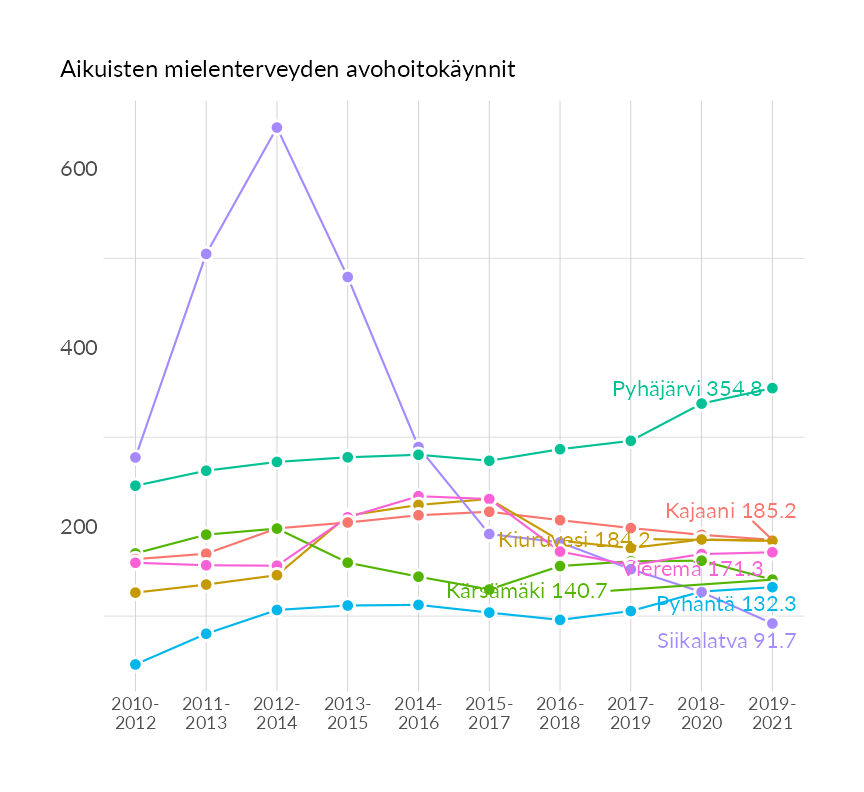 Aikuisten mielenterveyden avohoitokäynnit
600
400
200
Pyhäjärvi 354.8
Kajaani 185.2
Kiuruvesi 184.2
Vieremä 171.3
Kärsämäki 140.7
Pyhäntä 132.3
Siikalatva 91.7
2010- 2011- 2012- 2013- 2014- 2015- 2016- 2017- 2018- 2019-
2012 2013 2014 2015 2016 2017 2018 2019 2020 2021